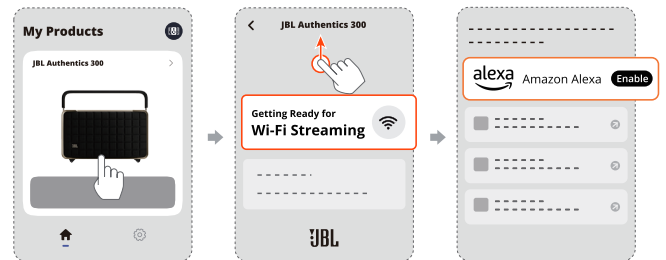 My Products
JBL Authentics 300
JBL Authentics 300
Getting Ready for
Wi-Fi Streaming
JBL
alexa
Amazon Alexa
Enable